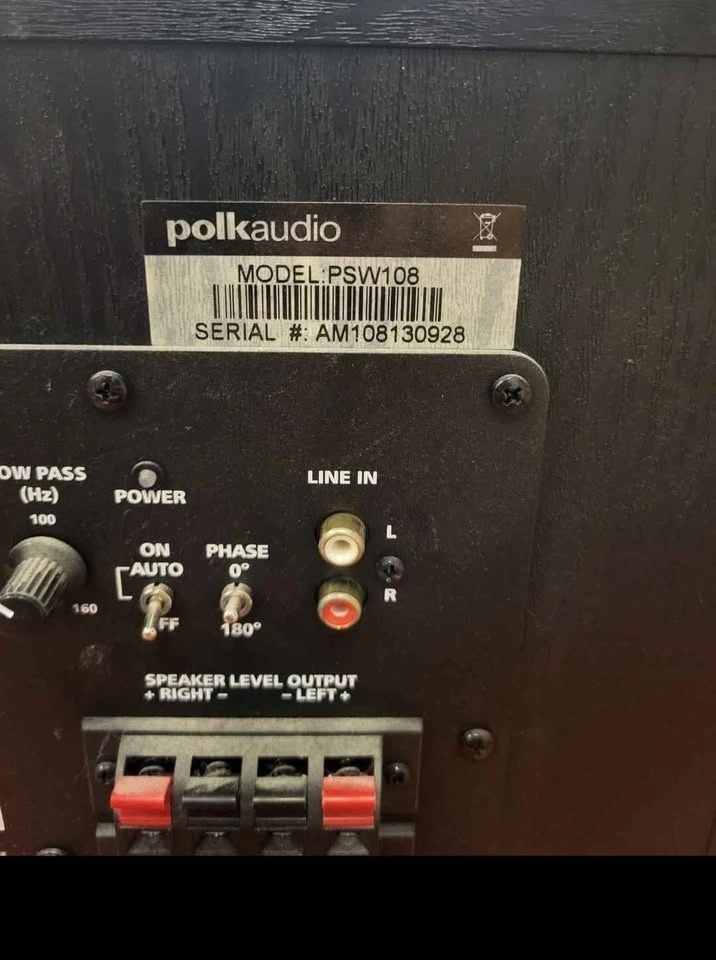 polkaudio
MODEL:PSW108
SERIAL #: AM108130928
OW PASS
(Hz)
100
160
POWER
ON
AUTO
FF
PHASE
0°
180°
LINE IN
L
R
SPEAKER LEVEL OUTPUT
+ RIGHT – – LEFT +